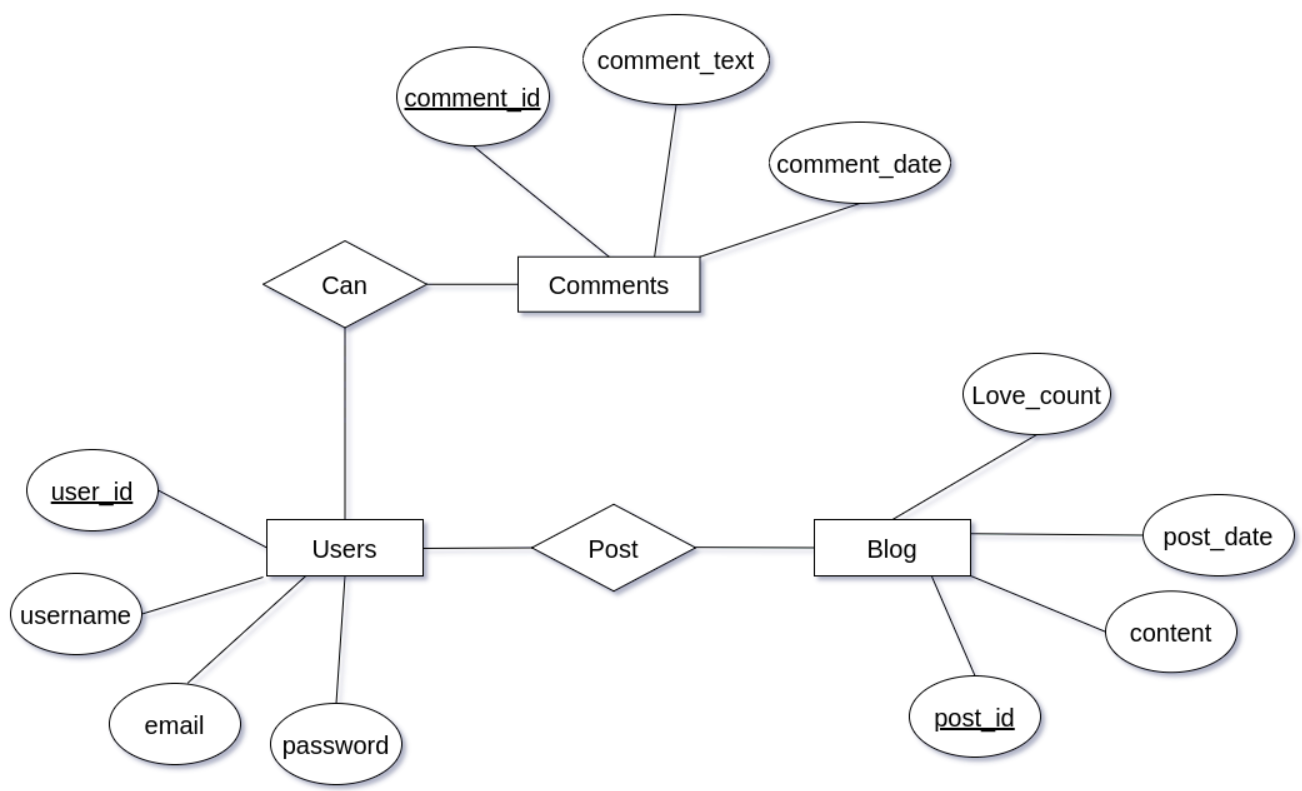 comment_text
comment_id
comment_date
Can
Comments
Love_count
user_id
Users
Post
Blog
post_date
username
content
email
password
post_id